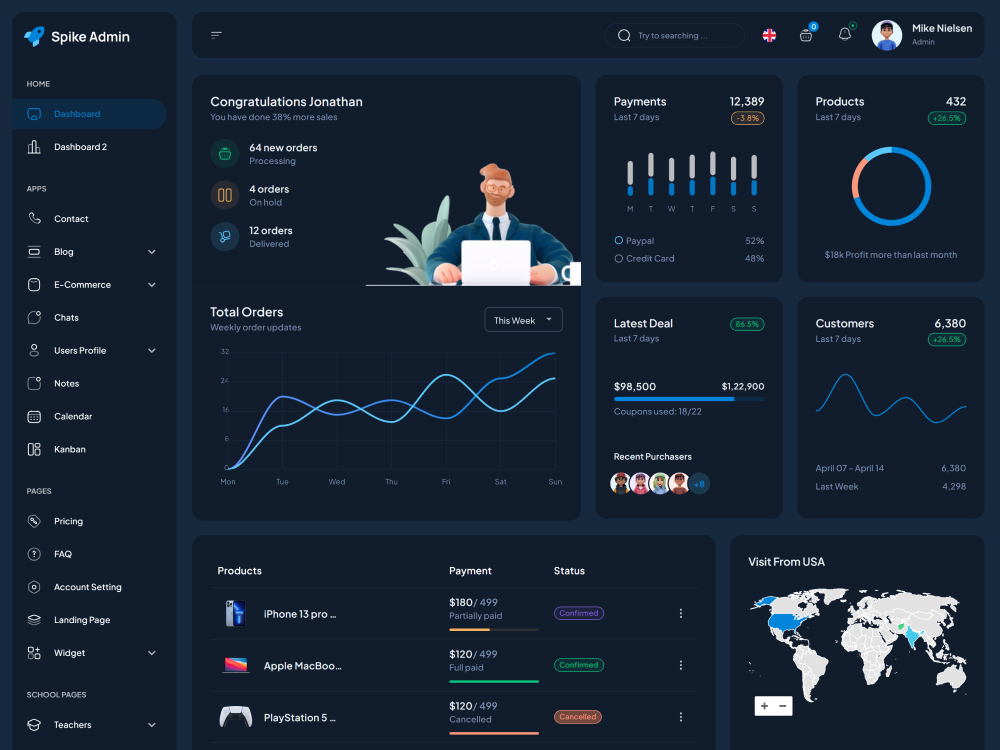 Spike Admin
HOME
Dashboard
Dashboard 2
APPS
Contact
Blog
E-Commerce
Chats
Users Profile
Notes
Calendar
Kanban
PAGES
Pricing
FAQ
Account Setting
Landing Page
Widget
SCHOOL PAGES
Teachers
Try to searching ...
0
Mike Nielsen
Admin
Congratulations Jonathan
You have done 38% more sales
64 new orders
Processing
4 orders
On hold
12 orders
Delivered
Total Orders
Weekly order updates
This Week
32
24
16
8
0
Mon Tue Wed Thu Fri Sat Sun
Payments 12,389
Last 7 days -3.8%
M T W T F S S
Paypal 52%
Credit Card 48%
Products 432
Last 7 days +26.5%
$18k Profit more than last month
Latest Deal 86.5%
Last 7 days
$98,500 $1,22,900
Coupons used: 18/22
Recent Purchasers
+8
Customers 6,380
Last 7 days +26.5%
April 07 - April 14 6,380
Last Week 4,298
Products Payment Status
iPhone 13 pro ...
$180/ 499
Partially paid
Confirmed
Apple MacBoo...
$120/ 499
Full paid
Confirmed
PlayStation 5 ...
$120/ 499
Cancelled
Cancelled
Visit From USA
+ −